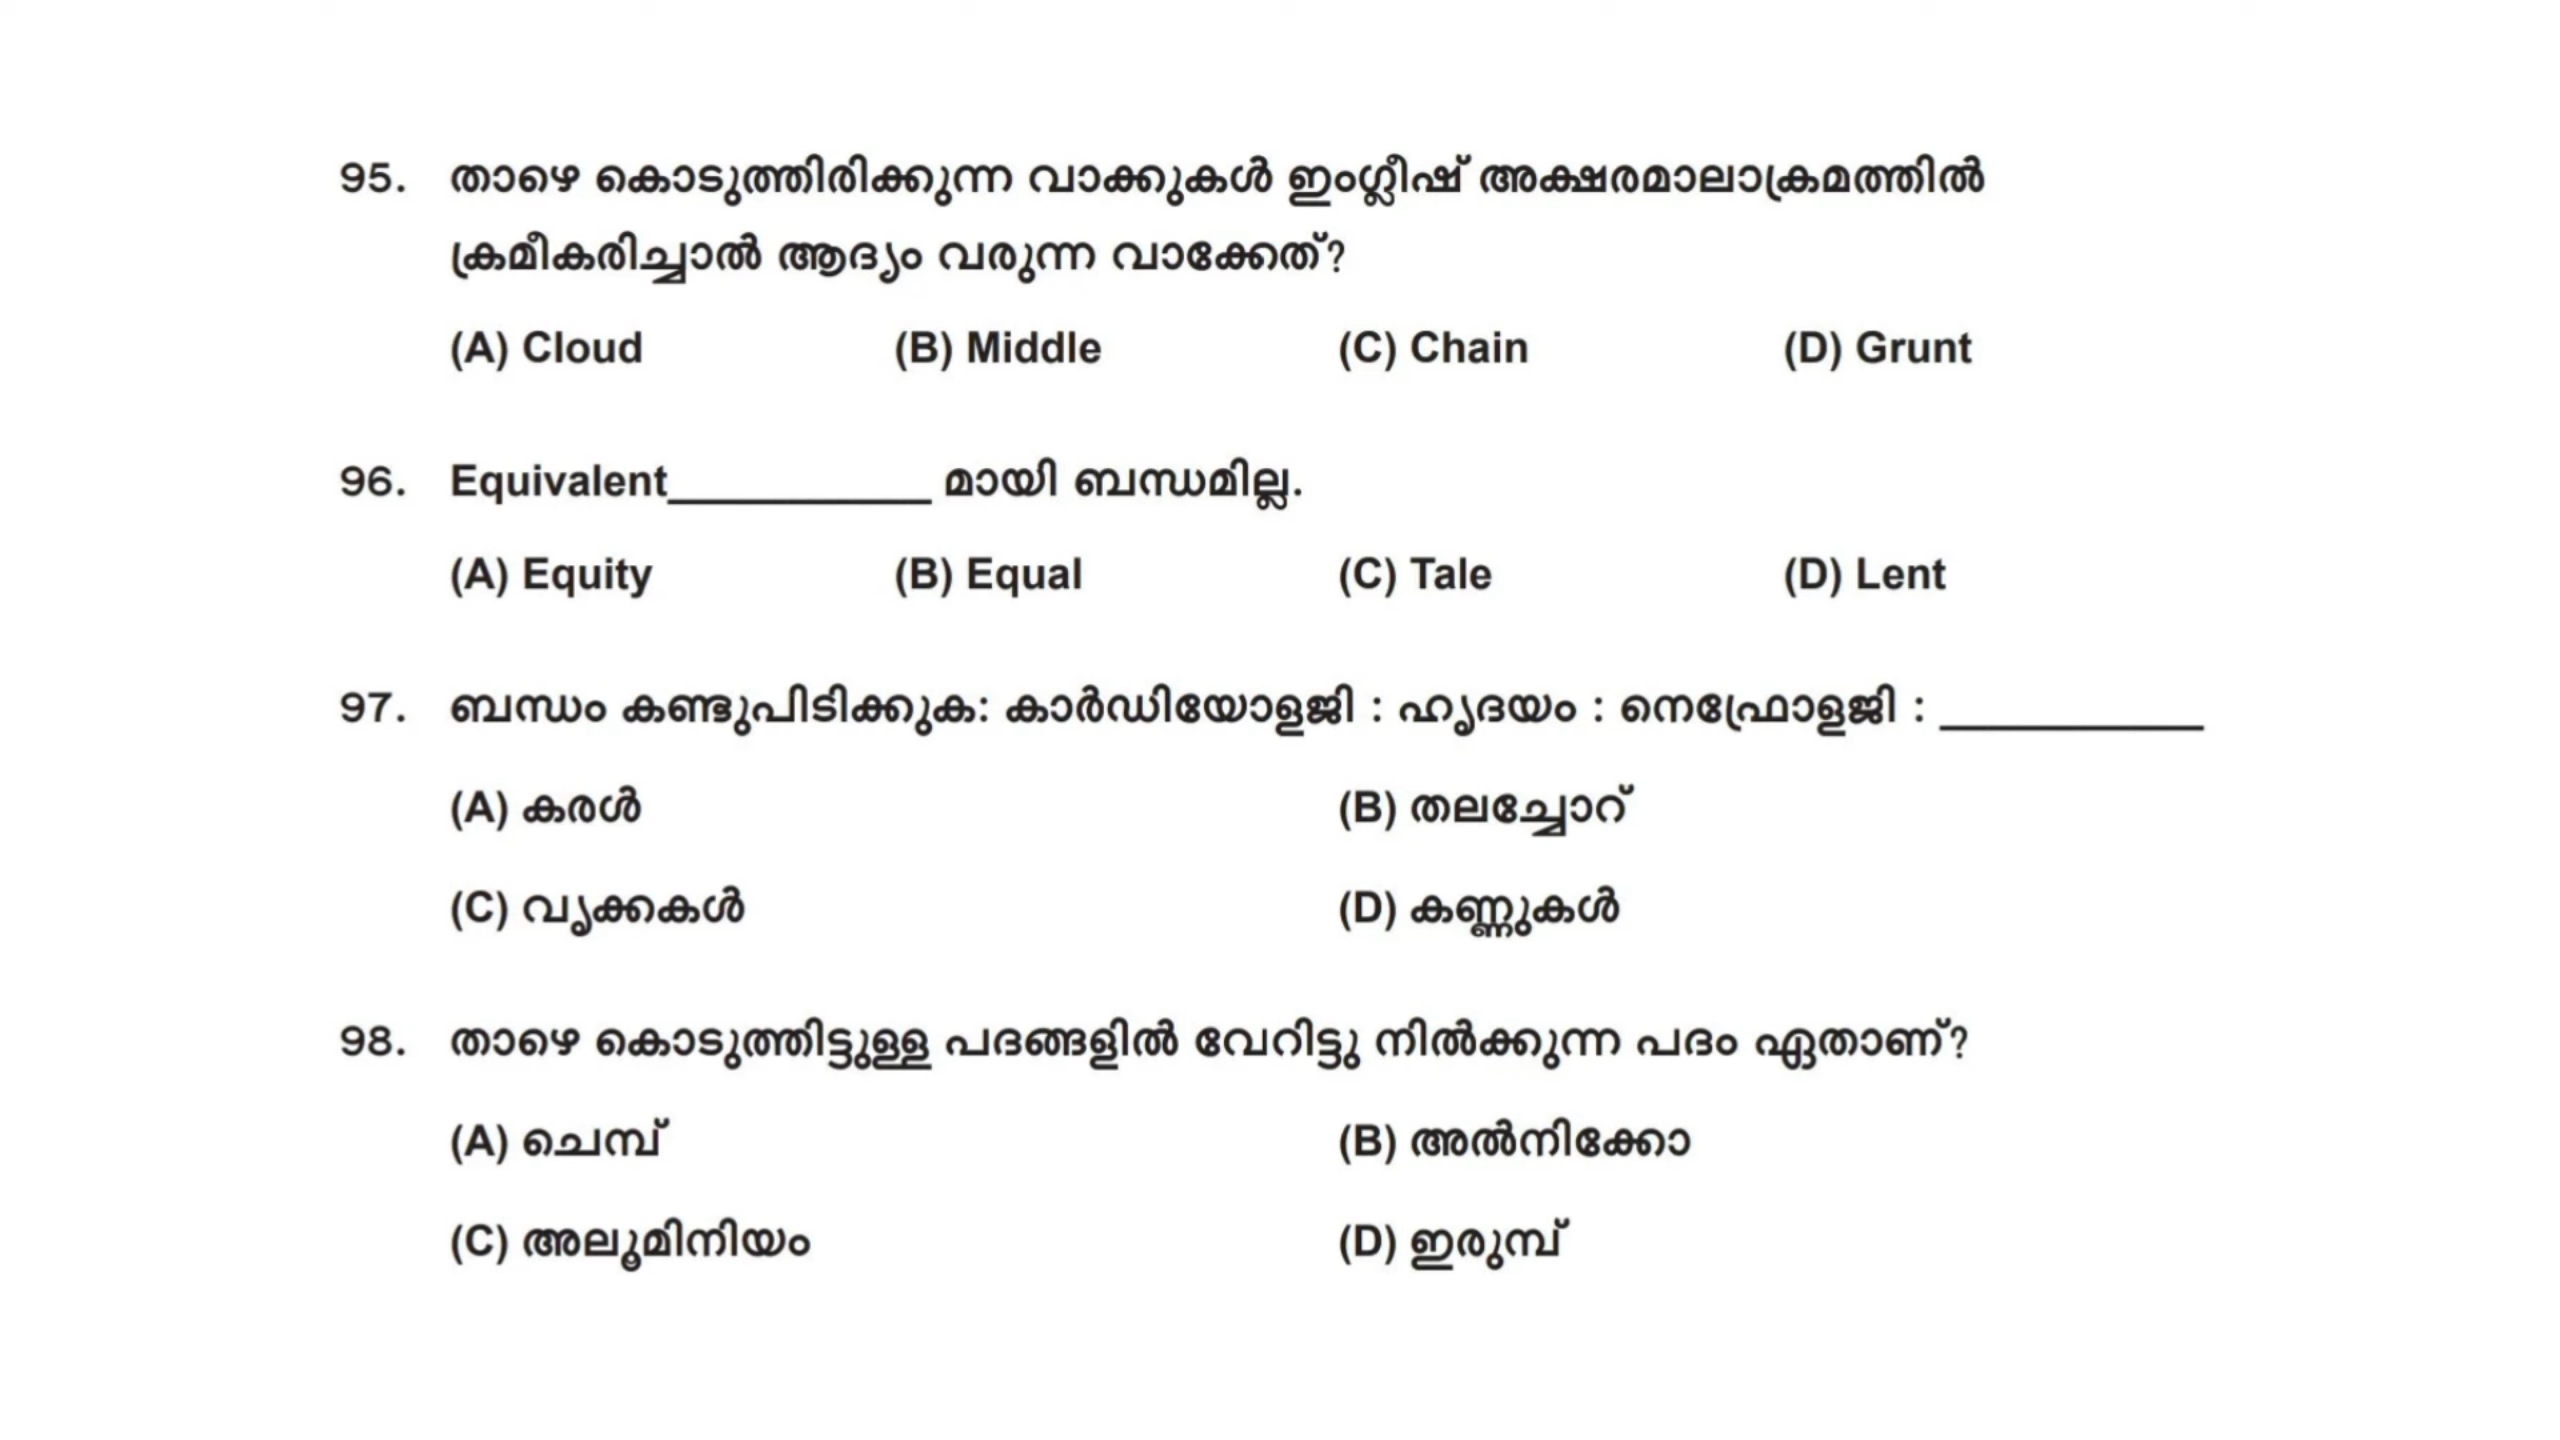 95. താഴെ കൊടുത്തിരിക്കുന്ന വാക്കുകൾ ഇംഗ്ലീഷ് അക്ഷരമാലാക്രമത്തിൽ
ക്രമീകരിച്ചാൽ ആദ്യം വരുന്ന വാക്കേത്?
(A) Cloud (B) Middle (C) Chain (D) Grunt
96. Equivalent___________ മായി ബന്ധമില്ല.
(A) Equity (B) Equal (C) Tale (D) Lent
97. ബന്ധം കണ്ടുപിടിക്കുക: കാർഡിയോളജി : ഹൃദയം : നെഫ്രോളജി : ___________
(A) കരൾ (B) തലച്ചോറ്
(C) വൃക്കകൾ (D) കണ്ണുകൾ
98. താഴെ കൊടുത്തിട്ടുള്ള പദങ്ങളിൽ വേറിട്ടു നിൽക്കുന്ന പദം ഏതാണ്?
(A) ചെമ്പ് (B) അൽനിക്കോ
(C) അലൂമിനിയം (D) ഇരുമ്പ്